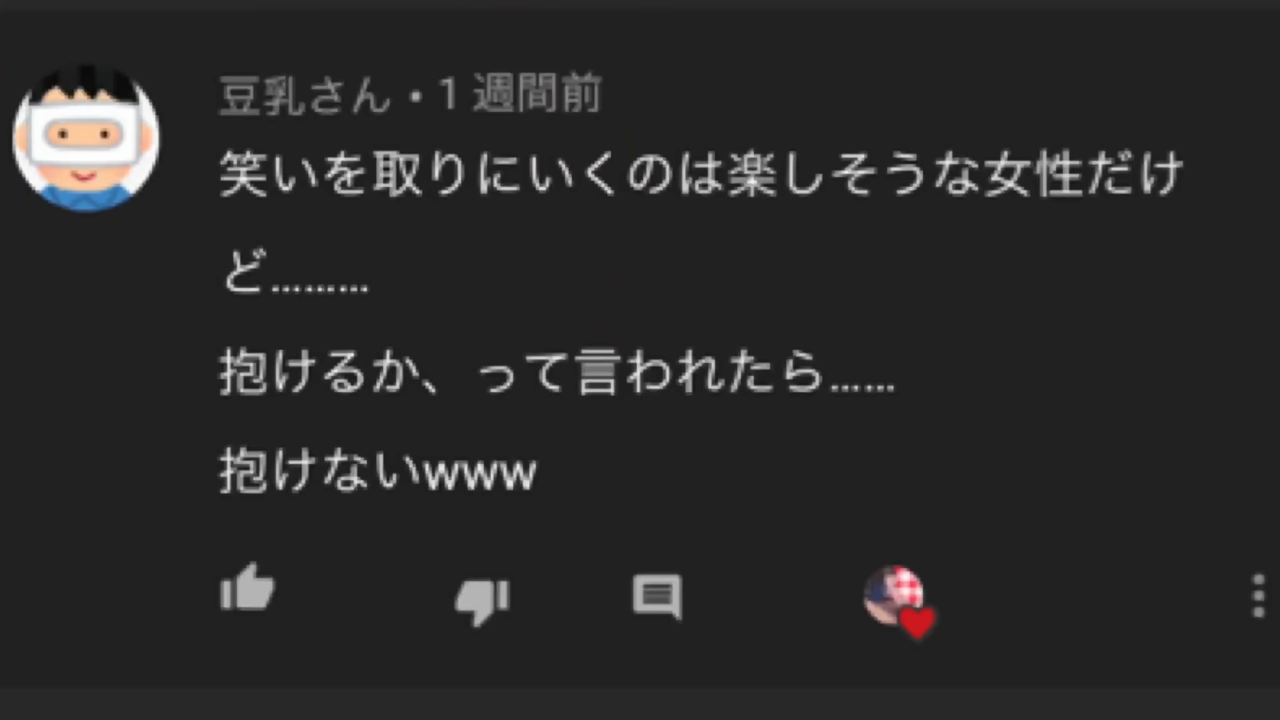 豆乳さん・1 週間前
笑いを取りにいくのは楽しそうな女性だけ
ど………
抱けるか、って言われたら……
抱けないwww